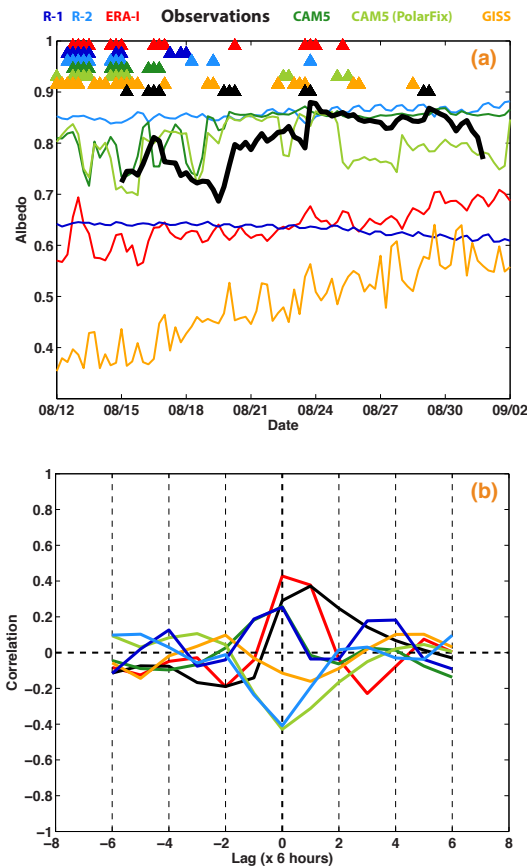 R-1 R-2 ERA-I Observations CAM5 CAM5 (PolarFix) GISS
(a)
0.9
0.8
0.7
0.6
0.5
0.4
Albedo
08/12 08/15 08/18 08/21 08/24 08/27 08/30 09/02
Date
(b)
1
0.8
0.6
0.4
0.2
0
−0.2
−0.4
−0.6
−0.8
−1
Correlation
−8 −6 −4 −2 0 2 4 6 8
Lag (x 6 hours)